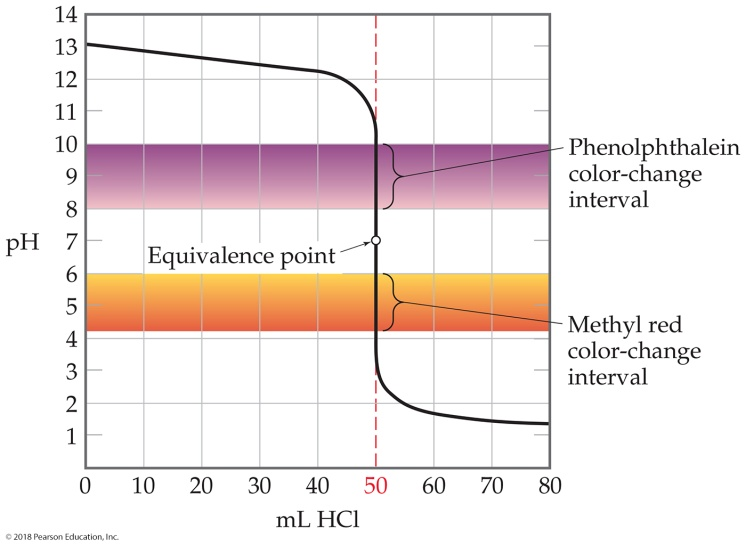 14
13
12
11
10
9
8
7
6
5
4
3
2
1
pH
Phenolphthalein
color-change
interval
Equivalence point
Methyl red
color-change
interval
0 10 20 30 40 50 60 70 80
mL HCl
© 2018 Pearson Education, Inc.